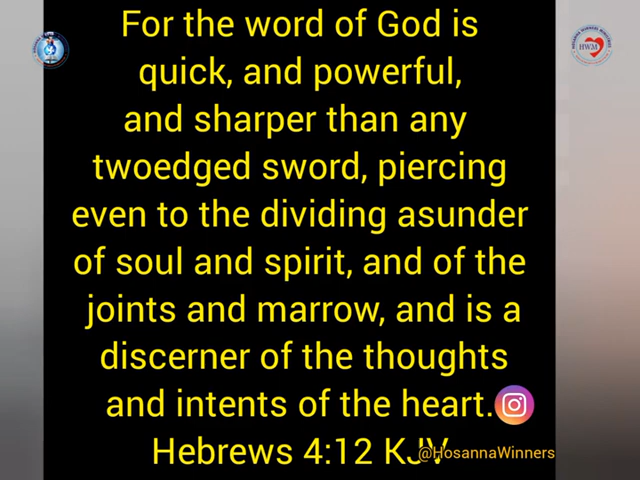 For the word of God is
quick, and powerful,
and sharper than any
twoedged sword, piercing
even to the dividing asunder
of soul and spirit, and of the
joints and marrow, and is a
discerner of the thoughts
and intents of the heart.
Hebrews 4:12 KJV
@HosannaWinners
HWM